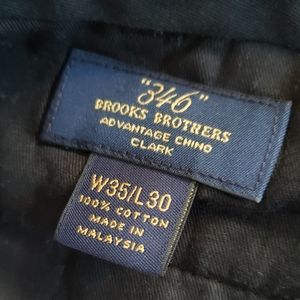 "346"
BROOKS BROTHERS
ADVANTAGE CHINO
CLARK
W35/L30
100% COTTON
MADE IN
MALAYSIA